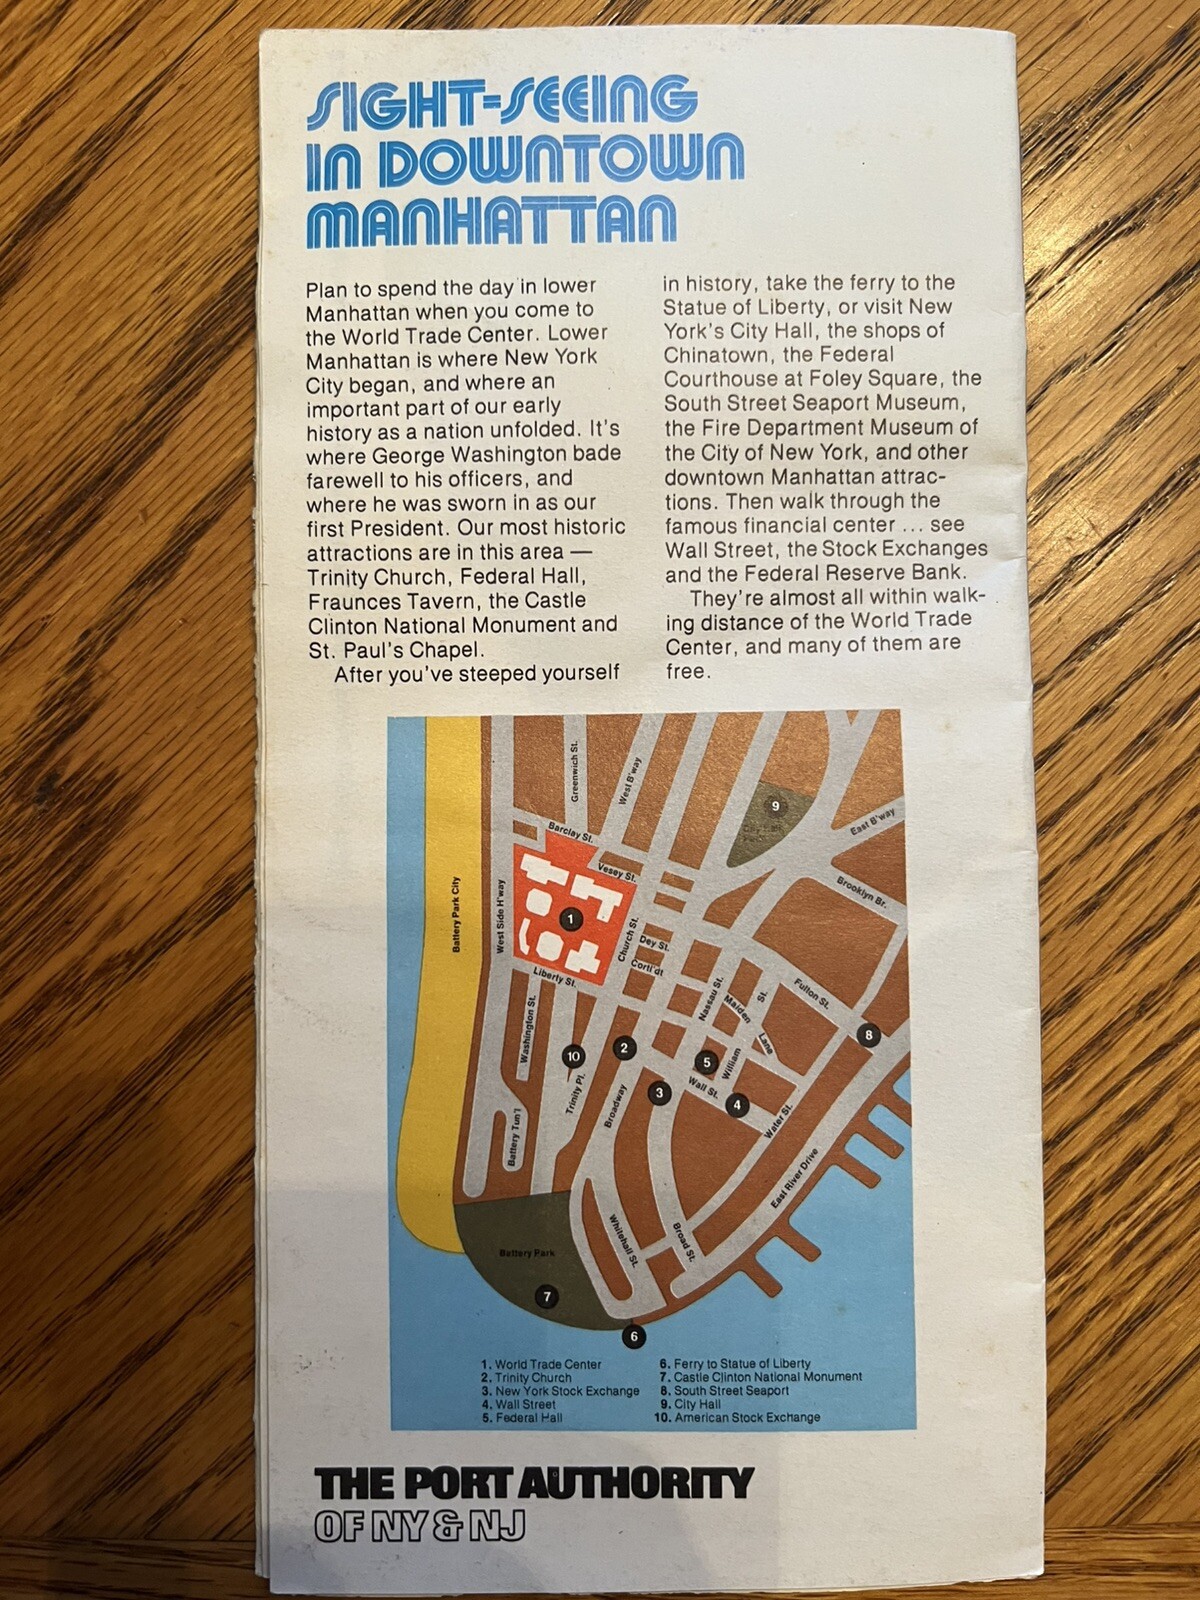 SIGHT-SEEING
IN DOWNTOWN
MANHATTAN
Plan to spend the day in lower
Manhattan when you come to
the World Trade Center. Lower
Manhattan is where New York
City began, and where an
important part of our early
history as a nation unfolded. It's
where George Washington bade
farewell to his officers, and
where he was sworn in as our
first President. Our most historic
attractions are in this area —
Trinity Church, Federal Hall,
Fraunces Tavern, the Castle
Clinton National Monument and
St. Paul's Chapel.
After you've steeped yourself
in history, take the ferry to the
Statue of Liberty, or visit New
York's City Hall, the shops of
Chinatown, the Federal
Courthouse at Foley Square, the
South Street Seaport Museum,
the Fire Department Museum of
the City of New York, and other
downtown Manhattan attrac-
tions. Then walk through the
famous financial center ... see
Wall Street, the Stock Exchanges
and the Federal Reserve Bank.
They're almost all within walk-
ing distance of the World Trade
Center, and many of them are
free.
Greenwich St.
West B'way
9
East B'way
Barclay St.
Vesey St.
Brooklyn Br.
Battery Park City
West Side H'way
1
Church St.
Dey St.
Cortl'dt
Liberty St.
Nassau St.
Maiden
Lane
St.
William
Fulton St.
8
Washington St.
10
2
5
Trinity Pl.
Broadway
3
Wall St.
4
Water St.
Battery Tun'l
East River Drive
Whitehall St.
Broad St.
Battery Park
7
6
1. World Trade Center
2. Trinity Church
3. New York Stock Exchange
4. Wall Street
5. Federal Hall
6. Ferry to Statue of Liberty
7. Castle Clinton National Monument
8. South Street Seaport
9. City Hall
10. American Stock Exchange
THE PORT AUTHORITY
OF NY & NJ